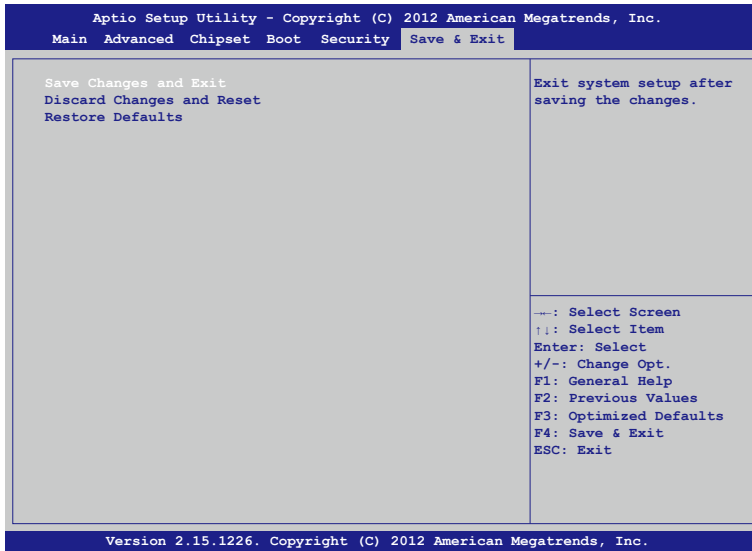 Aptio Setup Utility - Copyright (C) 2012 American Megatrends, Inc.
Main Advanced Chipset Boot Security Save & Exit
Save Changes and Exit
Discard Changes and Reset
Restore Defaults
Exit system setup after
saving the changes.
→←: Select Screen
↑↓: Select Item
Enter: Select
+/-: Change Opt.
F1: General Help
F2: Previous Values
F3: Optimized Defaults
F4: Save & Exit
ESC: Exit
Version 2.15.1226. Copyright (C) 2012 American Megatrends, Inc.